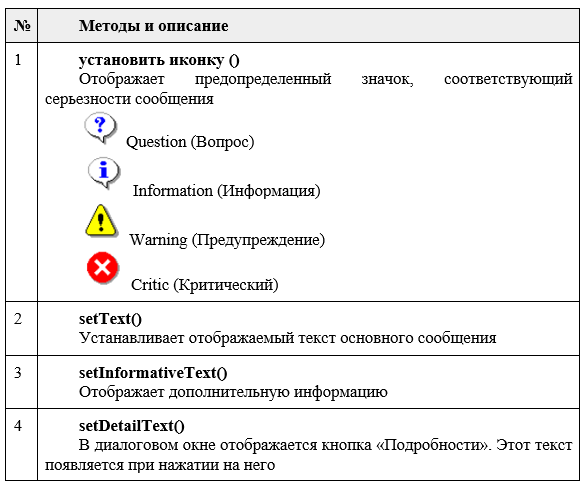 № Методы и описание
1 установить иконку ()
Отображает предопределенный значок, соответствующий
серьезности сообщения
? Question (Вопрос)
i Information (Информация)
! Warning (Предупреждение)
Critic (Критический)
2 setText()
Устанавливает отображаемый текст основного сообщения
3 setInformativeText()
Отображает дополнительную информацию
4 setDetailText()
В диалоговом окне отображается кнопка «Подробности». Этот текст
появляется при нажатии на него